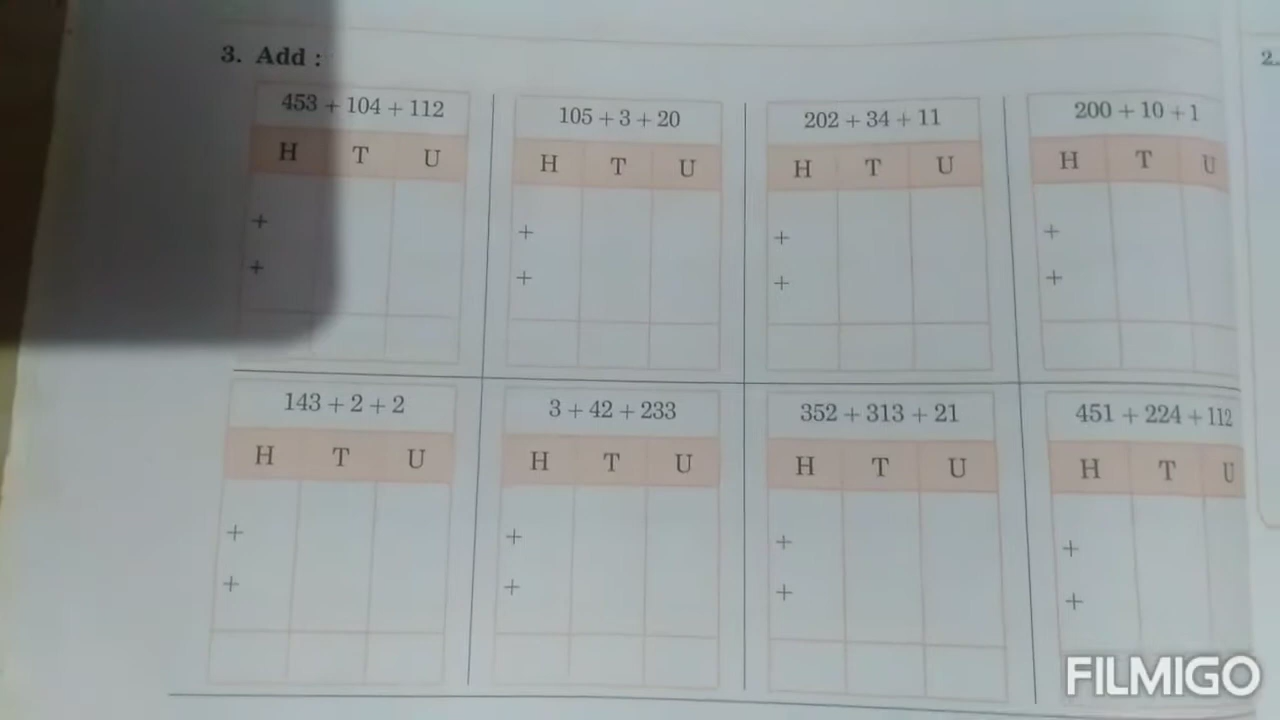 3. Add :
2.
453 + 104 + 112
H T U
+
+
105 + 3 + 20
H T U
+
+
202 + 34 + 11
H T U
+
+
200 + 10 + 1
H T U
+
+
143 + 2 + 2
H T U
+
+
3 + 42 + 233
H T U
+
+
352 + 313 + 21
H T U
+
+
451 + 224 + 112
H T U
+
+
FILMIGO